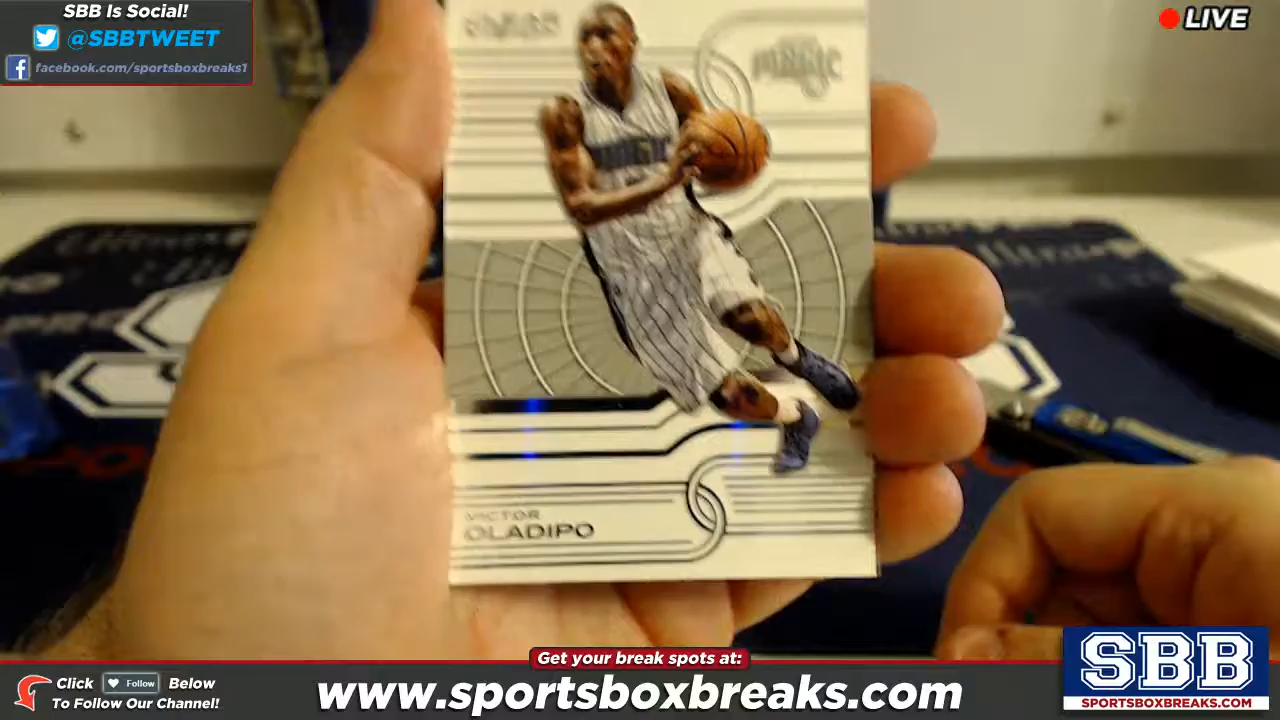 SBB Is Social!
@SBBTWEET
facebook.com/sportsboxbreaks1
LIVE
MAGIC
VICTOR
OLADIPO
Get your break spots at:
Click Follow Below
To Follow Our Channel!
www.sportsboxbreaks.com
SBB
SPORTSBOXBREAKS.COM